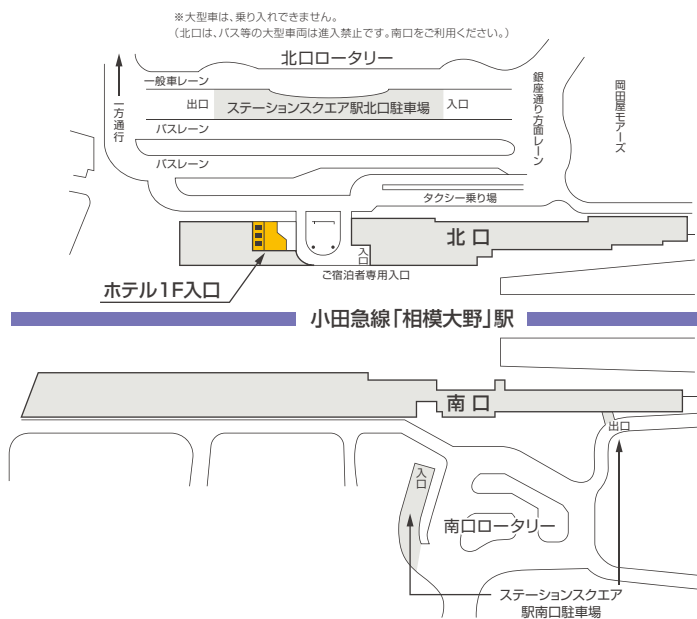 ※大型車は、乗り入れできません。
(北口は、バス等の大型車両は進入禁止です。南口をご利用ください。)
北口ロータリー
一般車レーン
出口
ステーションスクエア駅北口駐車場
入口
一方通行
バスレーン
バスレーン
銀座通り方面レーン
岡田屋モアーズ
タクシー乗り場
北口
入口
ご宿泊者専用入口
ホテル1F入口
小田急線「相模大野」駅
南口
出口
入口
南口ロータリー
ステーションスクエア
駅南口駐車場